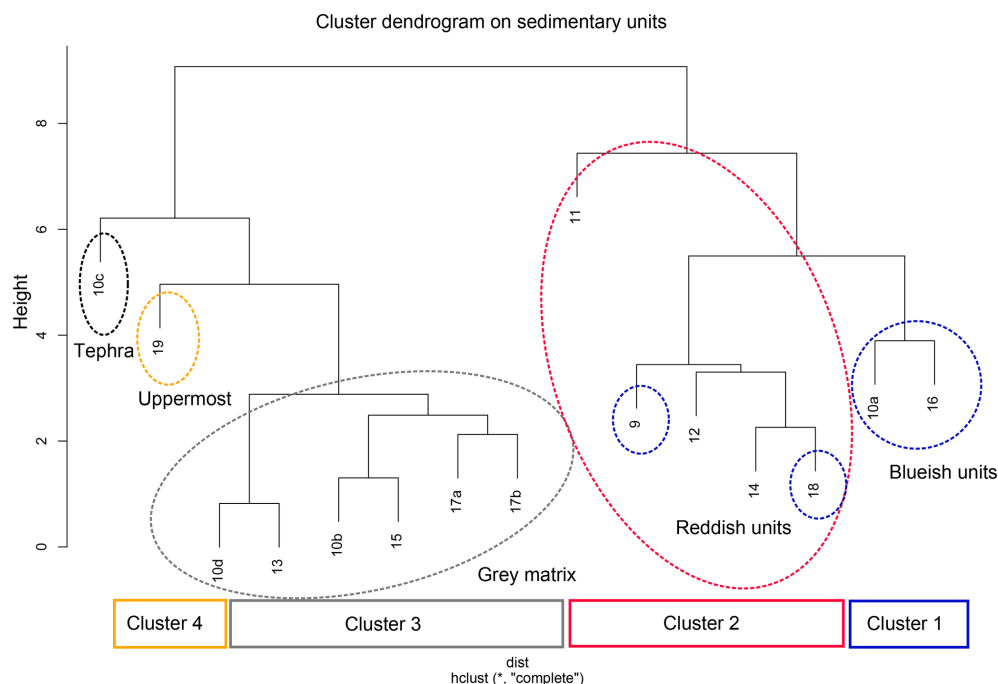 Cluster dendrogram on sedimentary units
Height
8
6
4
2
0
11
10c
Tephra
19
Uppermost
9
12
10a
16
Blueish units
14
18
Reddish units
17a
17b
10b
15
10d
13
Grey matrix
Cluster 4
Cluster 3
Cluster 2
Cluster 1
dist
hclust (*, "complete")